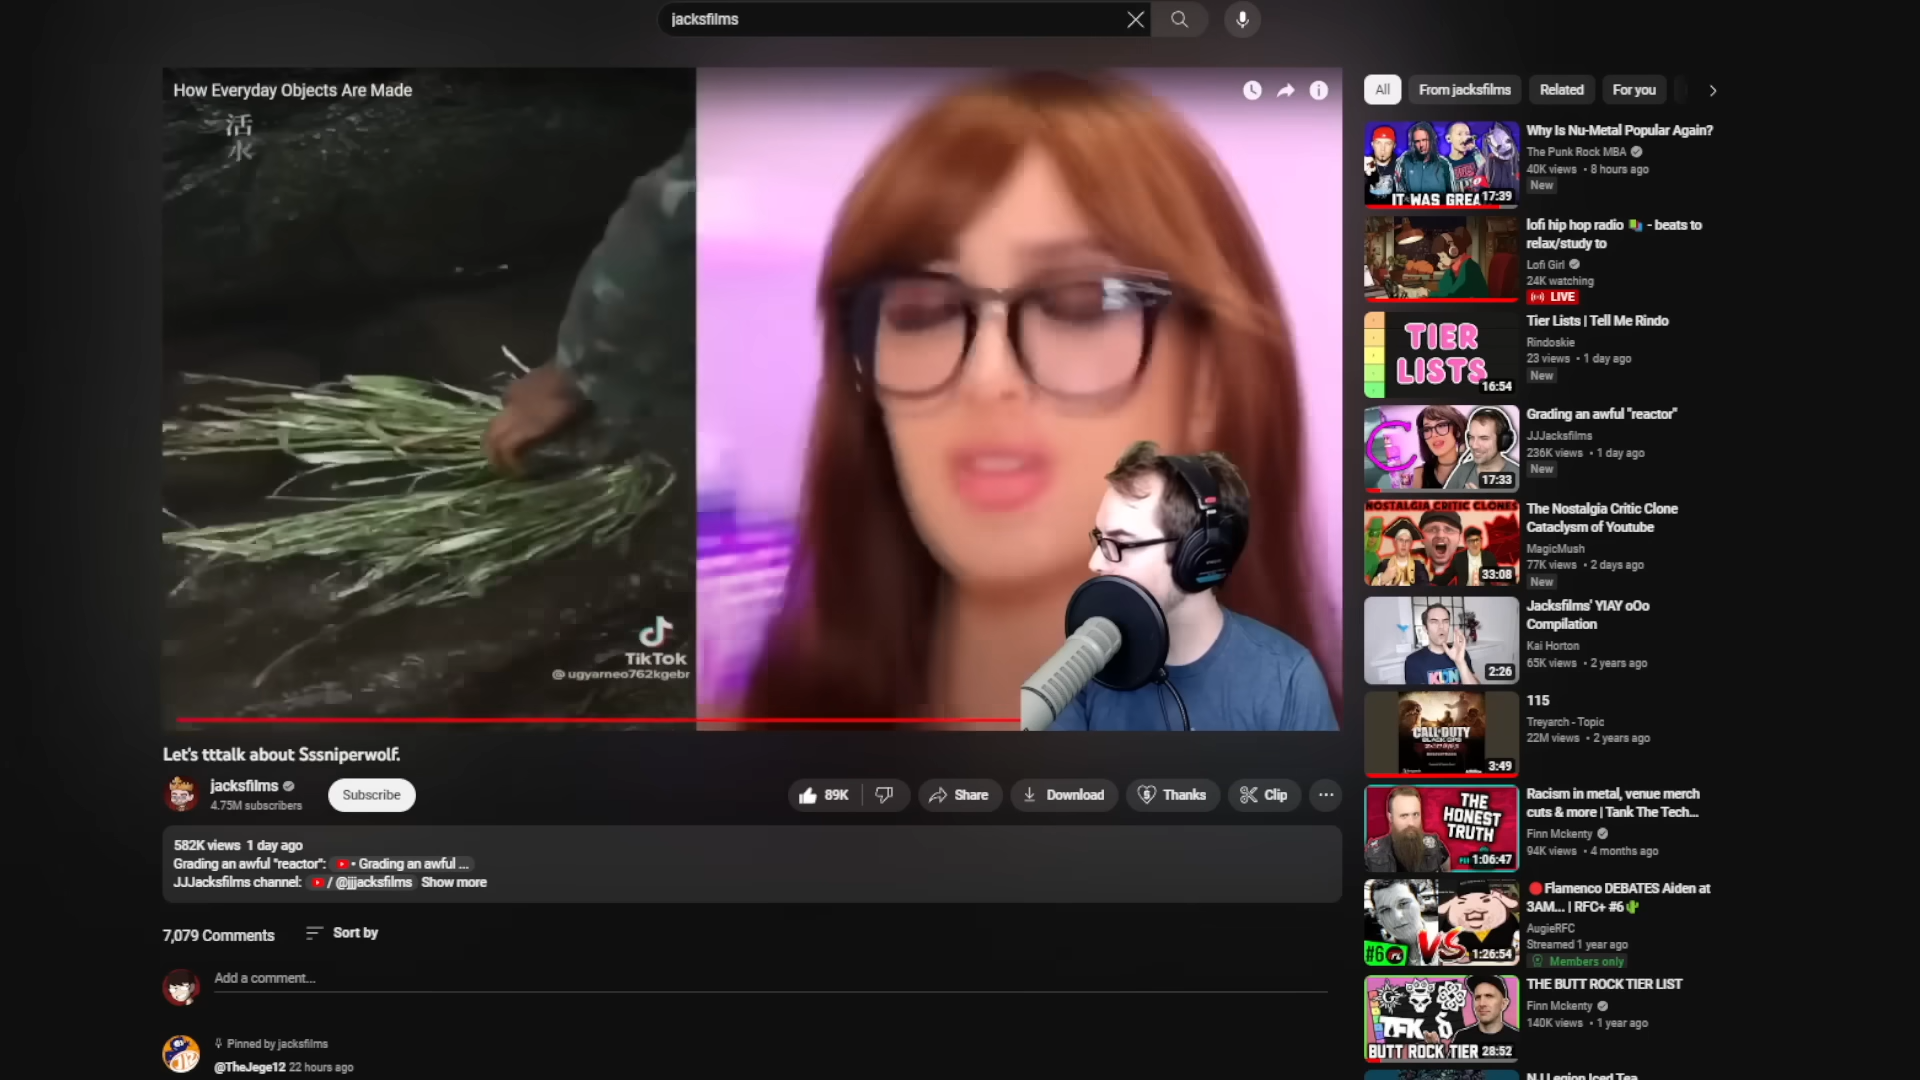 jacksfilms
How Everyday Objects Are Made
活
水
TikTok
@ugyarneo762kgebr
Let's tttalk about Sssniperwolf.
jacksfilms
4.75M subscribers
Subscribe
89K
Share
Download
Thanks
Clip
582K views 1 day ago
Grading an awful "reactor": • Grading an awful ...
JJJacksfilms channel: / @jjjacksfilms Show more
7,079 Comments
Sort by
Add a comment...
Pinned by jacksfilms
@TheJege12 22 hours ago
All
From jacksfilms
Related
For you
IT WAS GREA
17:39
Why Is Nu-Metal Popular Again?
The Punk Rock MBA
40K views • 8 hours ago
New
lofi hip hop radio - beats to
relax/study to
Lofi Girl
24K watching
LIVE
TIER
LISTS
16:54
Tier Lists | Tell Me Rindo
Rindoskie
23 views • 1 day ago
New
17:33
Grading an awful "reactor"
JJJacksfilms
236K views • 1 day ago
New
NOSTALGIA CRITIC CLONES
33:08
The Nostalgia Critic Clone
Cataclysm of Youtube
MagicMush
77K views • 2 days ago
New
2:26
Jacksfilms' YIAY oOo
Compilation
Kai Horton
65K views • 2 years ago
CALL·DUTY
3:49
115
Treyarch - Topic
22M views • 2 years ago
THE
HONEST
TRUTH
1:06:47
Racism in metal, venue merch
cuts & more | Tank The Tech...
Finn Mckenty
94K views • 4 months ago
#6
VS
1:26:54
Flamenco DEBATES Aiden at
3AM... | RFC+ #6
AugieRFC
Streamed 1 year ago
Members only
TFK
BUTT ROCK TIER
28:52
THE BUTT ROCK TIER LIST
Finn Mckenty
140K views • 1 year ago